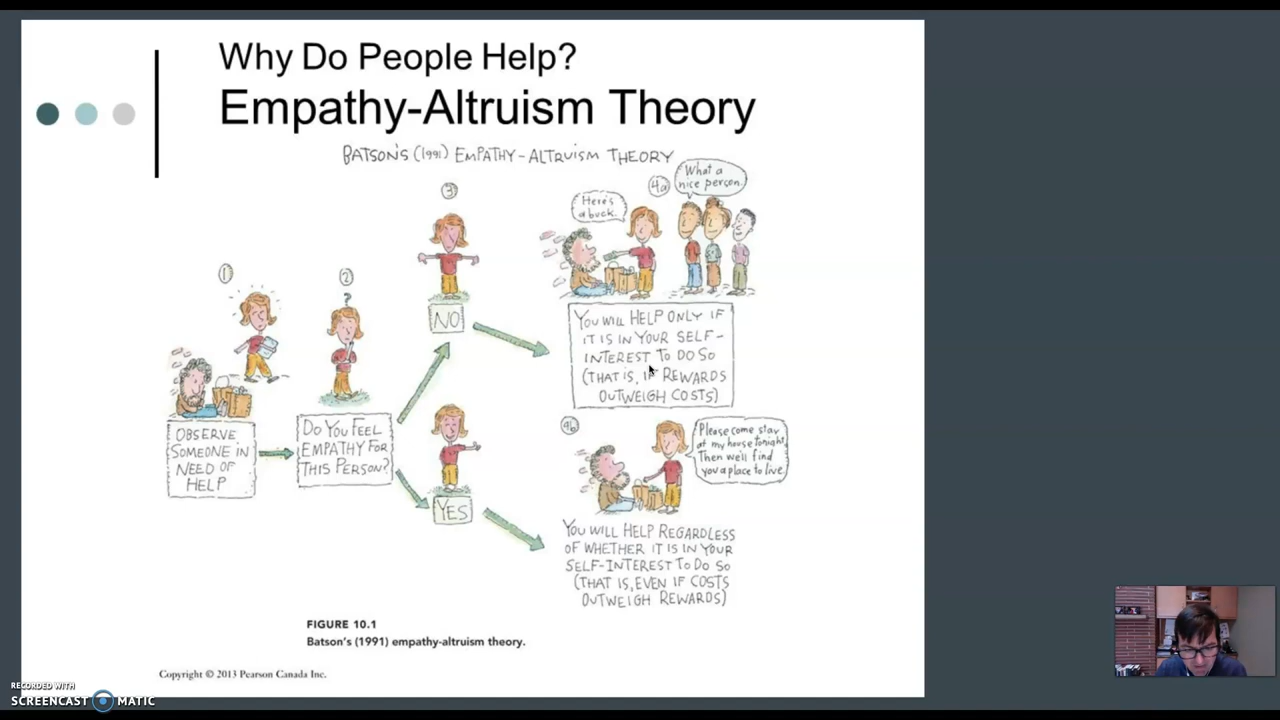 Why Do People Help?
Empathy-Altruism Theory
BATSON'S (1991) EMPATHY-ALTRUISM THEORY
1
OBSERVE
SOMEONE IN
NEED OF
HELP
2
?
DO YOU FEEL
EMPATHY FOR
THIS PERSON?
3
NO
YES
4a
Here's
a buck.
What a
nice person.
YOU WILL HELP ONLY IF
IT IS IN YOUR SELF-
INTEREST TO DO SO
(THAT IS, IF REWARDS
OUTWEIGH COSTS)
4b
Please come stay
at my house tonight.
Then we'll find
you a place to live.
YOU WILL HELP REGARDLESS
OF WHETHER IT IS IN YOUR
SELF-INTEREST TO DO SO
(THAT IS, EVEN IF COSTS
OUTWEIGH REWARDS)
FIGURE 10.1
Batson's (1991) empathy-altruism theory.
Copyright © 2013 Pearson Canada Inc.
RECORDED WITH
SCREENCAST MATIC